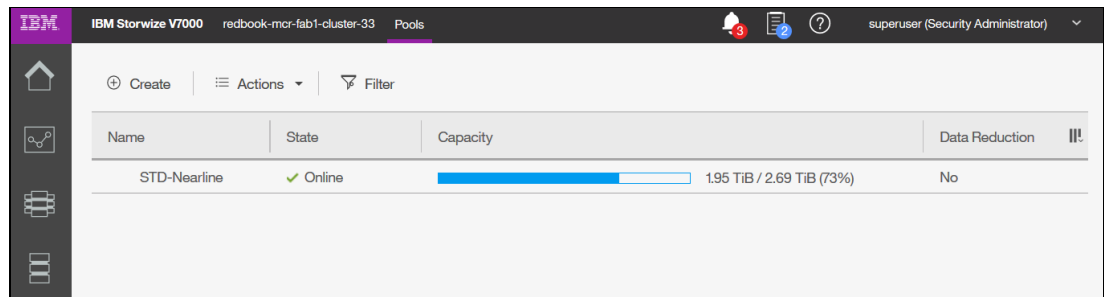 IBM IBM Storwize V7000 redbook-mcr-fab1-cluster-33 Pools 3 2 ? superuser (Security Administrator)
Create Actions Filter
Name State Capacity Data Reduction
STD-Nearline Online 1.95 TiB / 2.69 TiB (73%) No